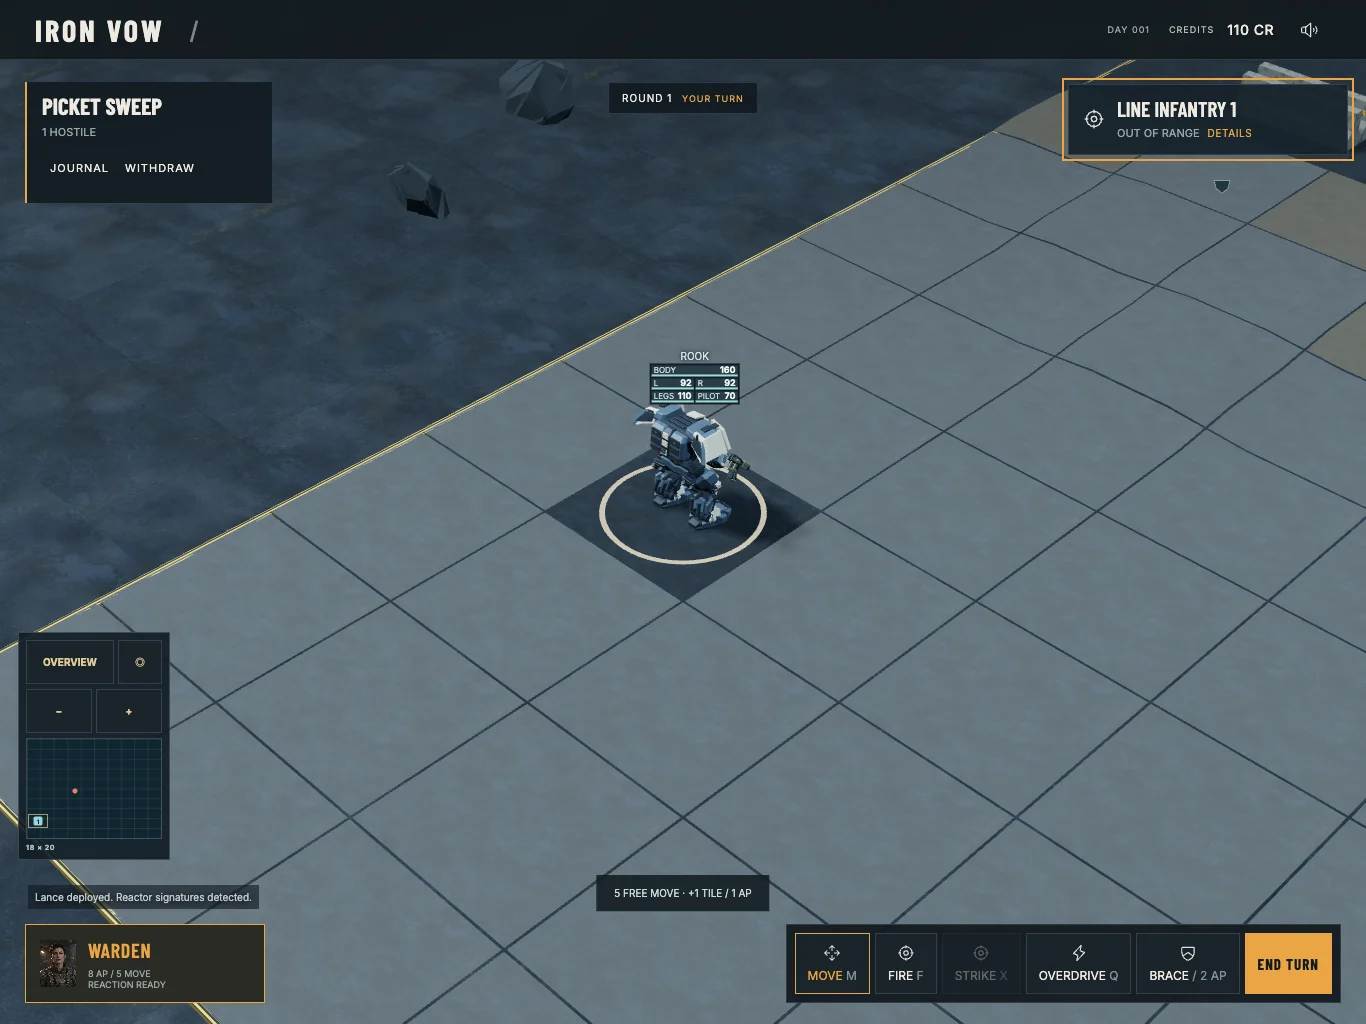 IRON VOW /
DAY 001 CREDITS 110 CR
PICKET SWEEP
1 HOSTILE
JOURNAL WITHDRAW
ROUND 1 YOUR TURN
LINE INFANTRY 1
OUT OF RANGE DETAILS
ROOK
BODY 160
L 92 R 92
LEGS 110 PILOT 70
OVERVIEW
- +
1
18 × 20
Lance deployed. Reactor signatures detected.
5 FREE MOVE · +1 TILE / 1 AP
WARDEN
8 AP / 5 MOVE
REACTION READY
MOVE M
FIRE F
STRIKE X
OVERDRIVE Q
BRACE / 2 AP
END TURN